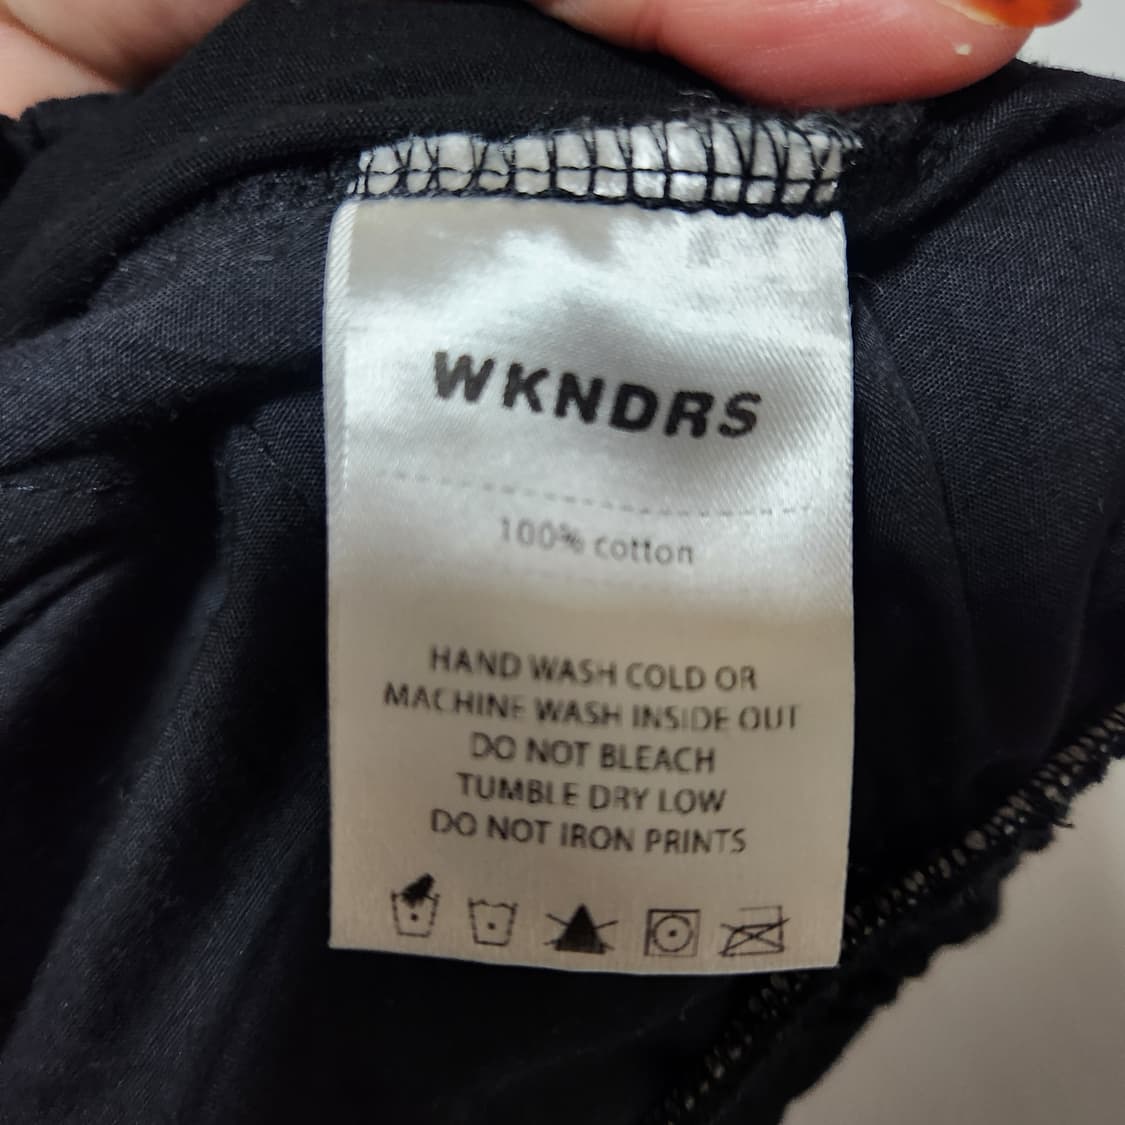 WKNDRS
100% cotton
HAND WASH COLD OR
MACHINE WASH INSIDE OUT
DO NOT BLEACH
TUMBLE DRY LOW
DO NOT IRON PRINTS